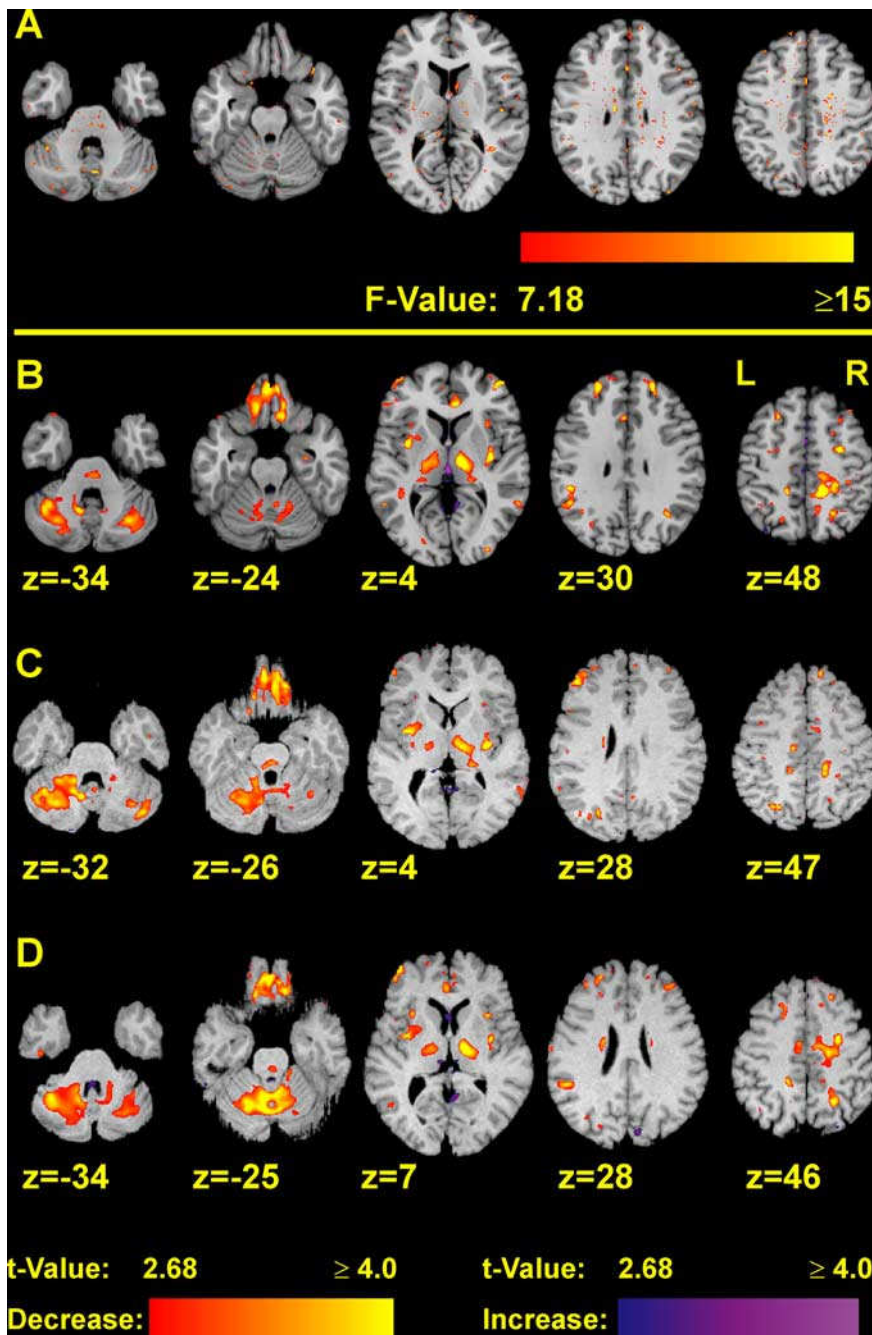 A
F-Value: 7.18 ≥15
B L R
z=-34 z=-24 z=4 z=30 z=48
C
z=-32 z=-26 z=4 z=28 z=47
D
z=-34 z=-25 z=7 z=28 z=46
t-Value: 2.68 ≥ 4.0 t-Value: 2.68 ≥ 4.0
Decrease: Increase: